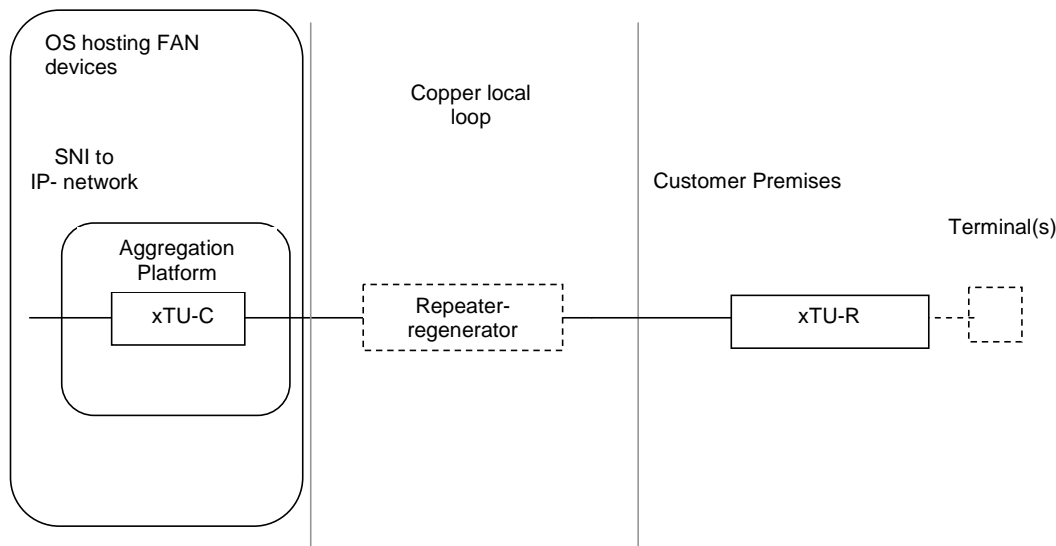 OS hosting FAN
devices
SNI to
IP- network
Aggregation
Platform
xTU-C
Copper local
loop
Repeater-
regenerator
Customer Premises
xTU-R
Terminal(s)